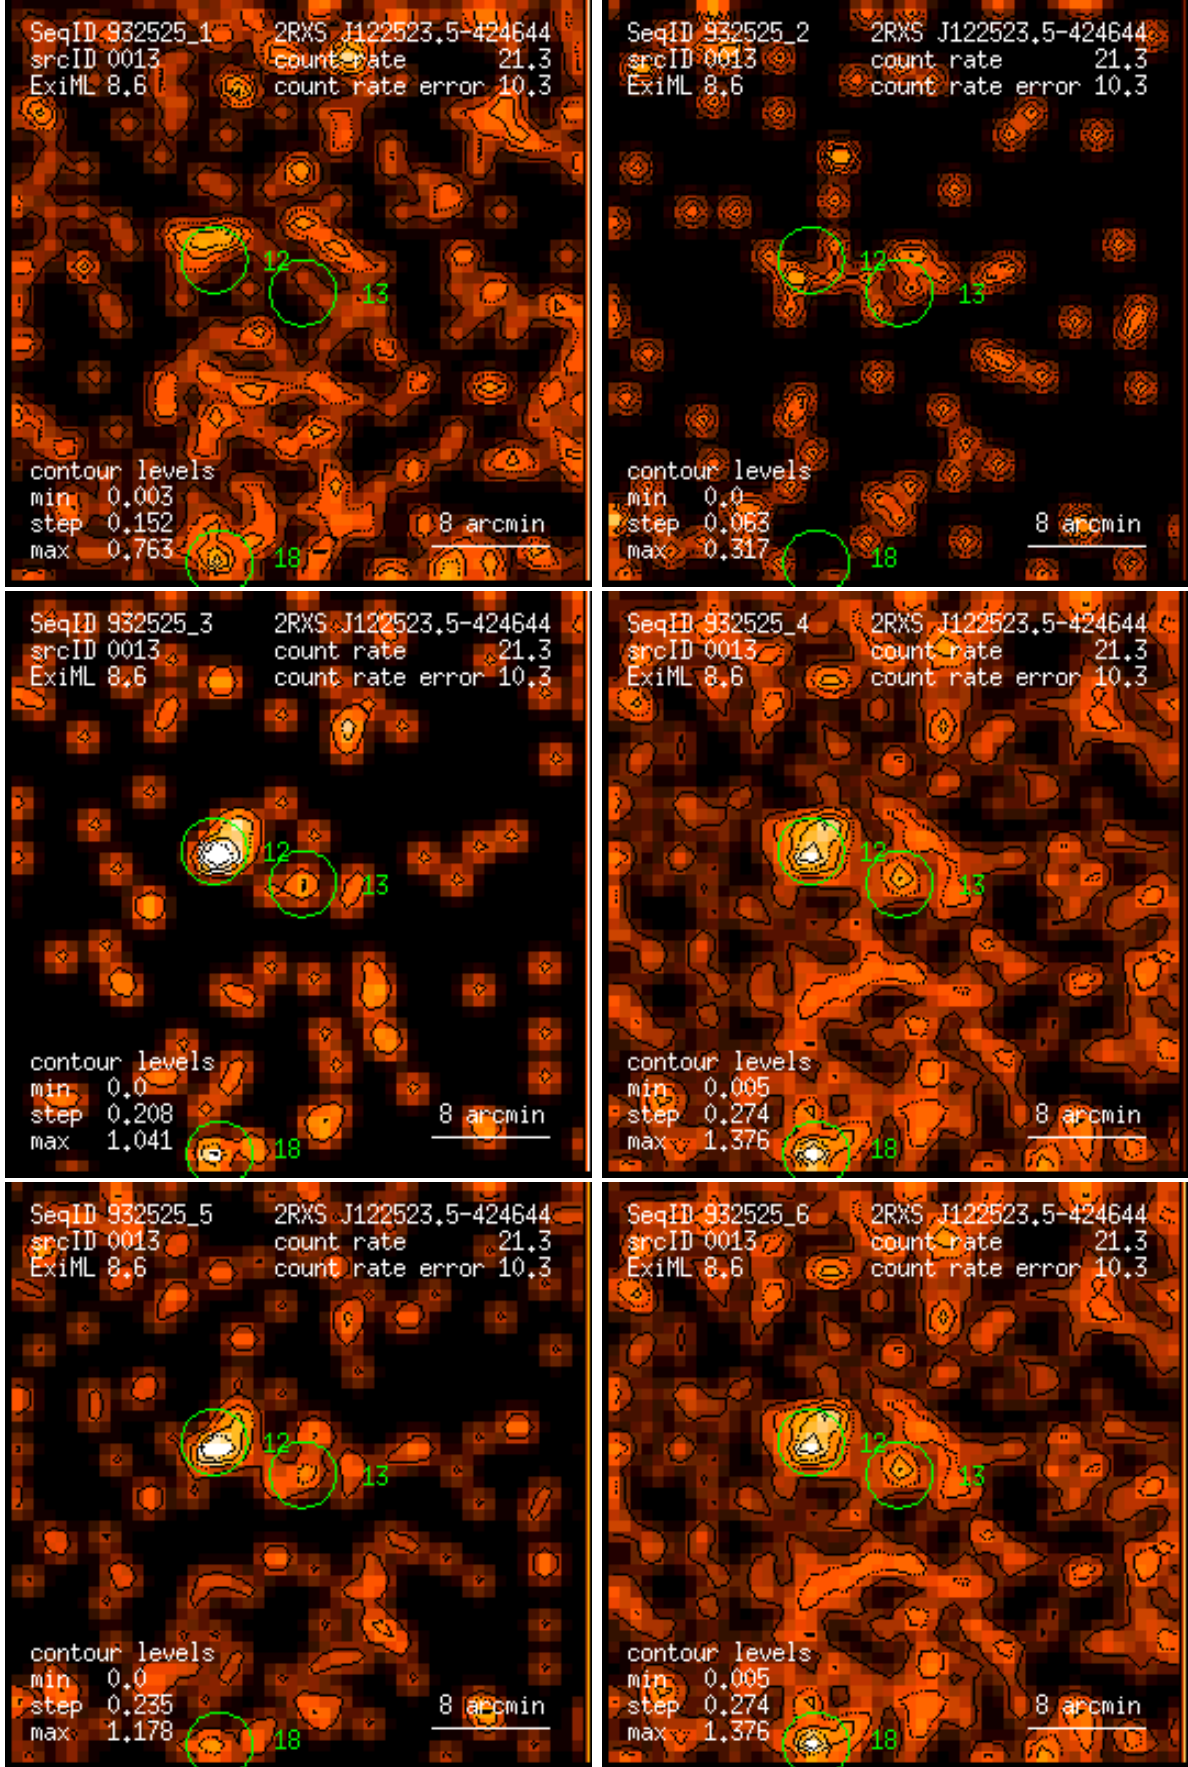 SeqID 932525_1 2RXS J122523.5-424644
srcID 0013 count rate 21.3
ExiML 8.6 count rate error 10.3
12
13
contour levels
min 0.003
step 0.152 8 arcmin
max 0.763 18
SeqID 932525_2 2RXS J122523.5-424644
srcID 0013 count rate 21.3
ExiML 8.6 count rate error 10.3
12
13
contour levels
min 0.0
step 0.063 8 arcmin
max 0.317 18
SeqID 932525_3 2RXS J122523.5-424644
srcID 0013 count rate 21.3
ExiML 8.6 count rate error 10.3
12
13
contour levels
min 0.0
step 0.208 8 arcmin
max 1.041 18
SeqID 932525_4 2RXS J122523.5-424644
srcID 0013 count rate 21.3
ExiML 8.6 count rate error 10.3
12
13
contour levels
min 0.005
step 0.274 8 arcmin
max 1.376 18
SeqID 932525_5 2RXS J122523.5-424644
srcID 0013 count rate 21.3
ExiML 8.6 count rate error 10.3
12
13
contour levels
min 0.0
step 0.235 8 arcmin
max 1.178 18
SeqID 932525_6 2RXS J122523.5-424644
srcID 0013 count rate 21.3
ExiML 8.6 count rate error 10.3
12
13
contour levels
min 0.005
step 0.274 8 arcmin
max 1.376 18